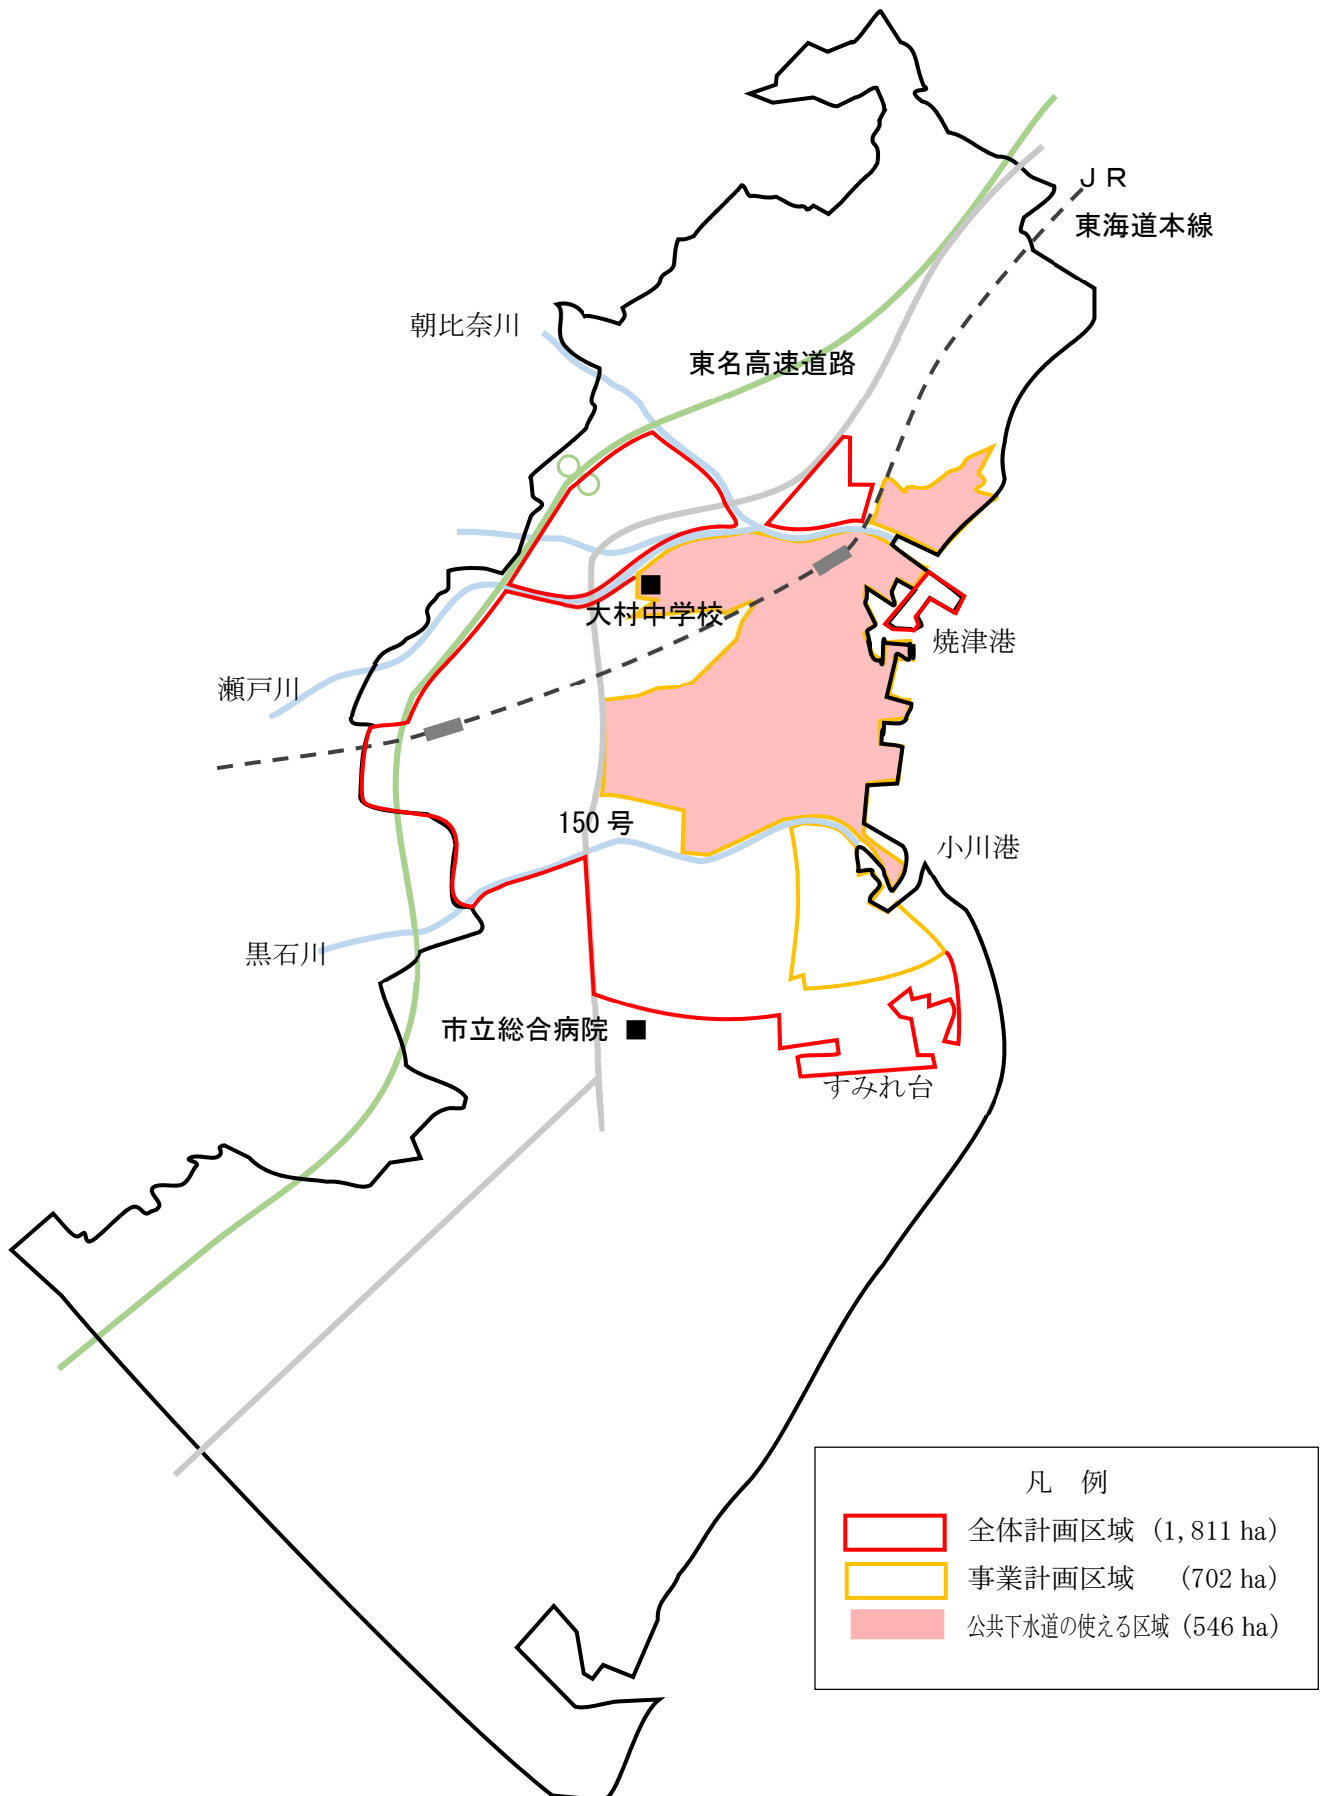 ＪＲ
東海道本線
朝比奈川
東名高速道路
大村中学校
焼津港
瀬戸川
150 号
小川港
黒石川
市立総合病院
すみれ台
凡 例
全体計画区域 (1,811 ha)
事業計画区域 (702 ha)
公共下水道の使える区域 (546 ha)